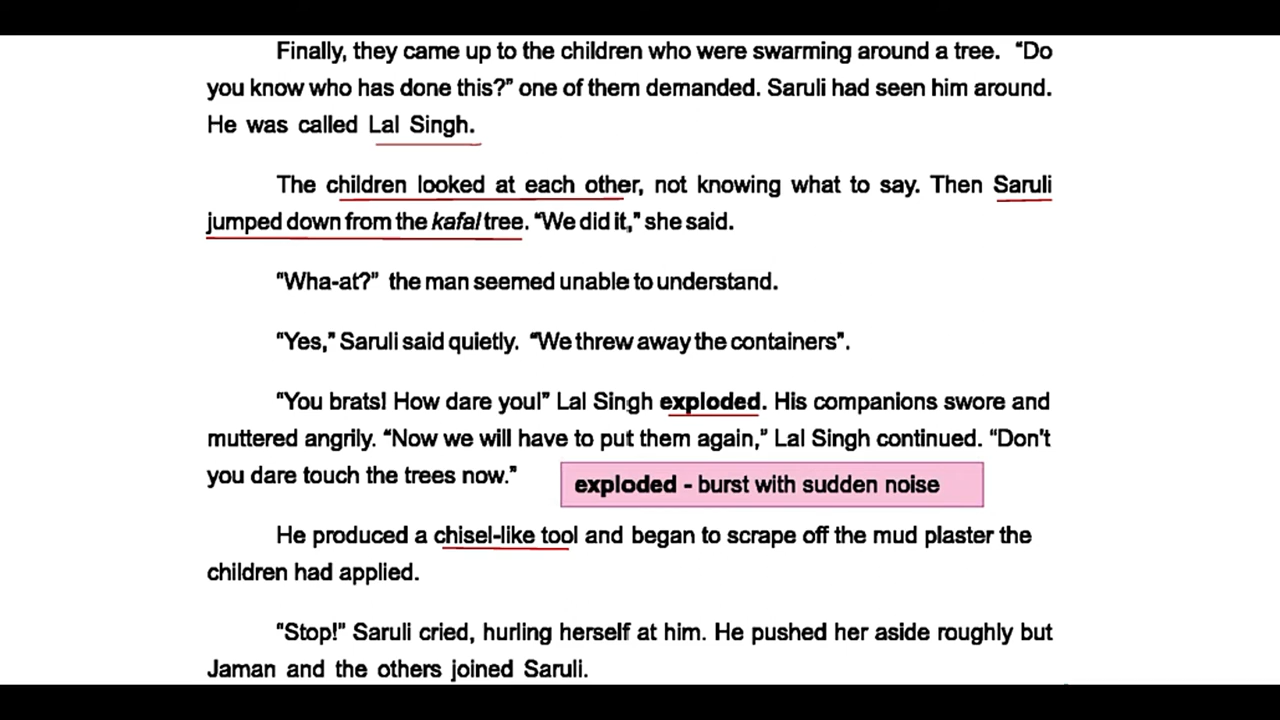 Finally, they came up to the children who were swarming around a tree. “Do
you know who has done this?” one of them demanded. Saruli had seen him around.
He was called Lal Singh.
The children looked at each other, not knowing what to say. Then Saruli
jumped down from the kafal tree. “We did it,” she said.
“Wha-at?” the man seemed unable to understand.
“Yes,” Saruli said quietly. “We threw away the containers”.
“You brats! How dare you!” Lal Singh exploded. His companions swore and
muttered angrily. “Now we will have to put them again,” Lal Singh continued. “Don't
you dare touch the trees now.”
exploded - burst with sudden noise
He produced a chisel-like tool and began to scrape off the mud plaster the
children had applied.
“Stop!” Saruli cried, hurling herself at him. He pushed her aside roughly but
Jaman and the others joined Saruli.